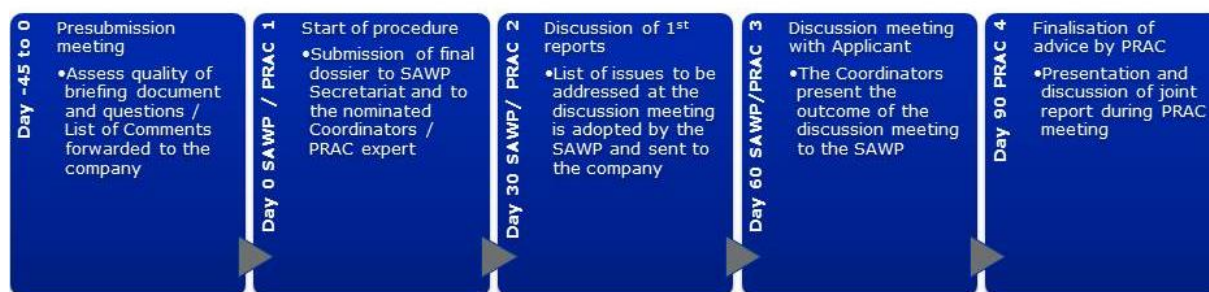 Day -45 to 0
Presubmission
meeting
•Assess quality of
briefing document
and questions /
List of Comments
forwarded to the
company
Day 0 SAWP / PRAC 1
Start of procedure
•Submission of final
dossier to SAWP
Secretariat and to
the nominated
Coordinators /
PRAC expert
Day 30 SAWP/ PRAC 2
Discussion of 1st
reports
•List of issues to be
addressed at the
discussion meeting
is adopted by the
SAWP and sent to
the company
Day 60 SAWP/PRAC 3
Discussion meeting
with Applicant
•The Coordinators
present the
outcome of the
discussion meeting
to the SAWP
Day 90 PRAC 4
Finalisation of
advice by PRAC
•Presentation and
discussion of joint
report during PRAC
meeting